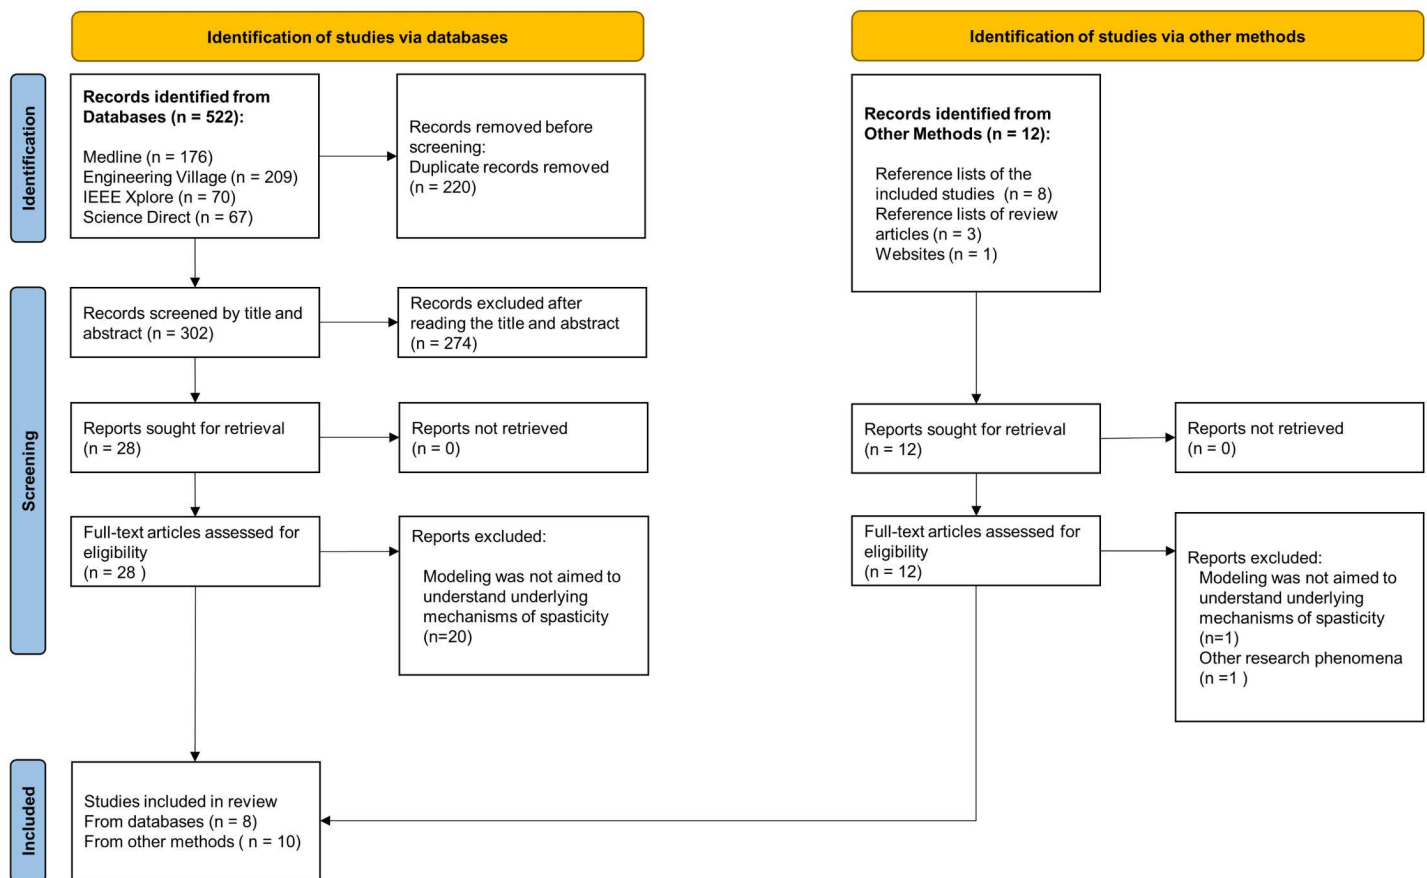 Identification of studies via databases
Identification of studies via other methods
Identification
Records identified from
Databases (n = 522):
Medline (n = 176)
Engineering Village (n = 209)
IEEE Xplore (n = 70)
Science Direct (n = 67)
Records removed before
screening:
Duplicate records removed
(n = 220)
Records identified from
Other Methods (n = 12):
Reference lists of the
included studies (n = 8)
Reference lists of review
articles (n = 3)
Websites (n = 1)
Screening
Records screened by title and
abstract (n = 302)
Records excluded after
reading the title and abstract
(n = 274)
Reports sought for retrieval
(n = 28)
Reports not retrieved
(n = 0)
Reports sought for retrieval
(n = 12)
Reports not retrieved
(n = 0)
Full-text articles assessed for
eligibility
(n = 28 )
Reports excluded:
Modeling was not aimed to
understand underlying
mechanisms of spasticity
(n=20)
Full-text articles assessed for
eligibility
(n = 12)
Reports excluded:
Modeling was not aimed to
understand underlying
mechanisms of spasticity
(n=1)
Other research phenomena
(n =1 )
Included
Studies included in review
From databases (n = 8)
From other methods ( n = 10)